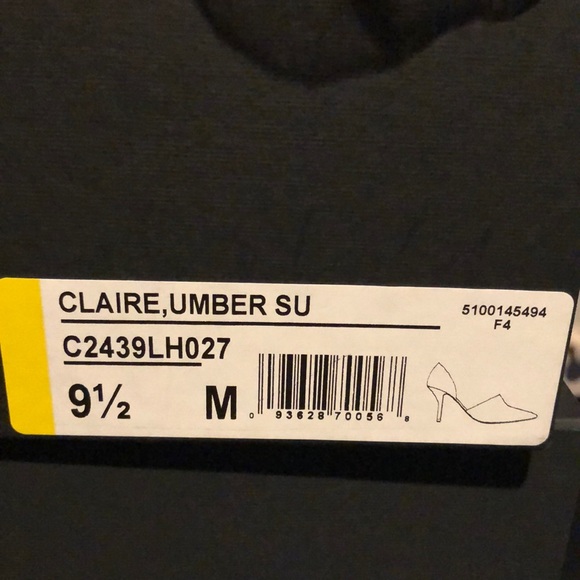 CLAIRE,UMBER SU
5100145494
F4
C2439LH027
9½ M
0 93628 70056 8